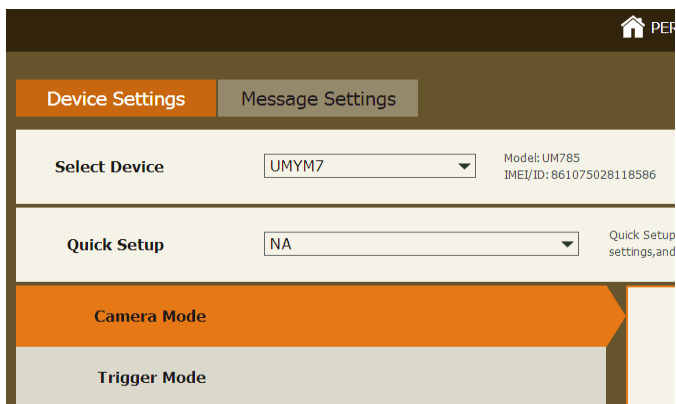 PER
Device Settings Message Settings
Select Device UMYM7 Model: UM785
IMEI/ID: 861075028118586
Quick Setup NA Quick Setup
settings,and
Camera Mode
Trigger Mode